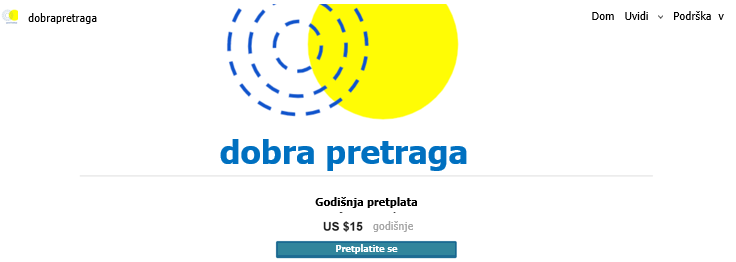 dobrapretraga
Dom Uvidi Podrška v
dobra pretraga
Godišnja pretplata
US $15 godišnje
Pretplatite se